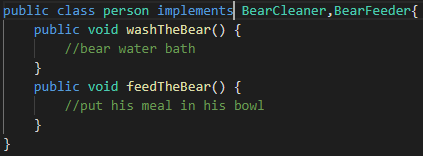 public class person implements BearCleaner,BearFeeder{
public void washTheBear() {
//bear water bath
}
public void feedTheBear() {
//put his meal in his bowl
}
}